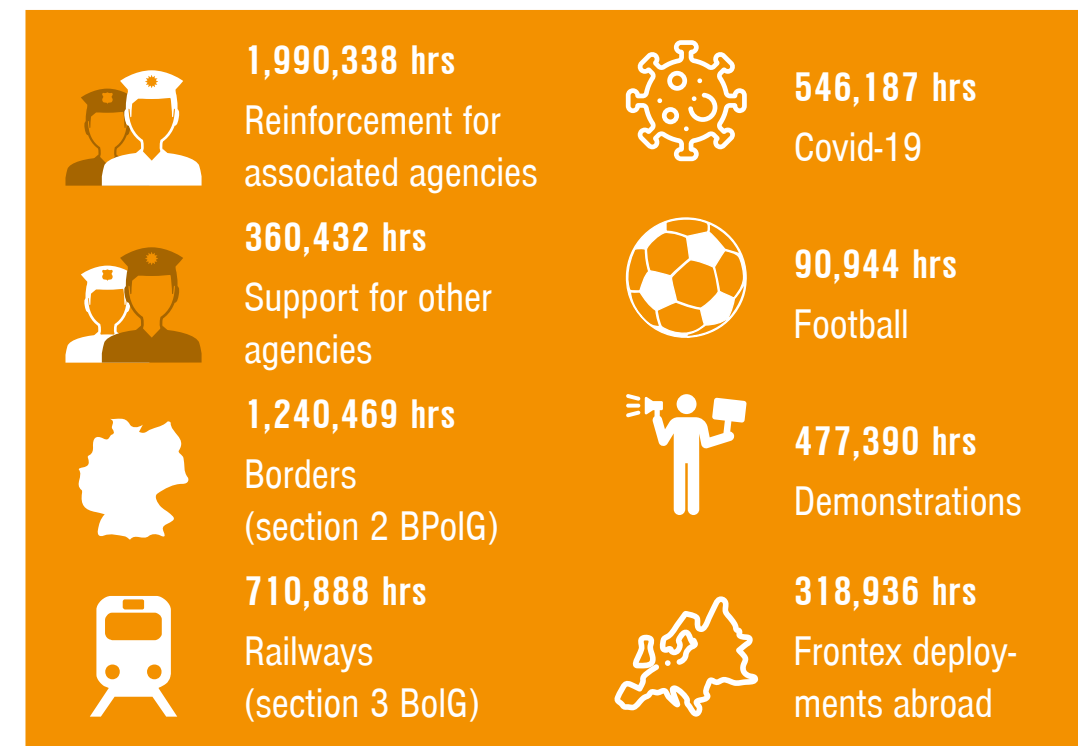 1,990,338 hrs
Reinforcement for
associated agencies
360,432 hrs
Support for other
agencies
1,240,469 hrs
Borders
(section 2 BPolG)
710,888 hrs
Railways
(section 3 BolG)
546,187 hrs
Covid-19
90,944 hrs
Football
477,390 hrs
Demonstrations
318,936 hrs
Frontex deploy-
ments abroad